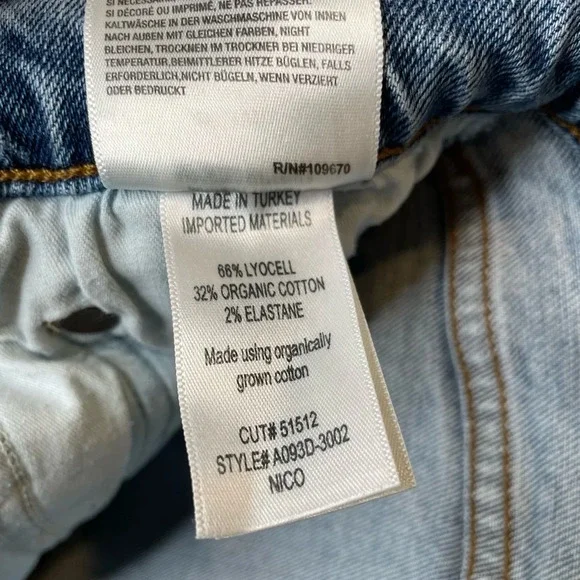 SI DÉCORÉ OU IMPRIMÉ, NE PAS REPASSER.
KALTWÄSCHE IN DER WASCHMASCHINE VON INNEN
NACH AUßEN MIT GLEICHEN FARBEN, NIGHT
BLEICHEN, TROCKNEN IM TROCKNER BEI NIEDRIGER
TEMPERATUR,BEIMITTLERER HITZE BÜGLEN, FALLS
ERFORDERLICH,NICHT BÜGELN, WENN VERZIERT
ODER BEDRUCKT
R/N#109670
MADE IN TURKEY
IMPORTED MATERIALS
66% LYOCELL
32% ORGANIC COTTON
2% ELASTANE
Made using organically
grown cotton
CUT# 51512
STYLE# A093D-3002
NICO